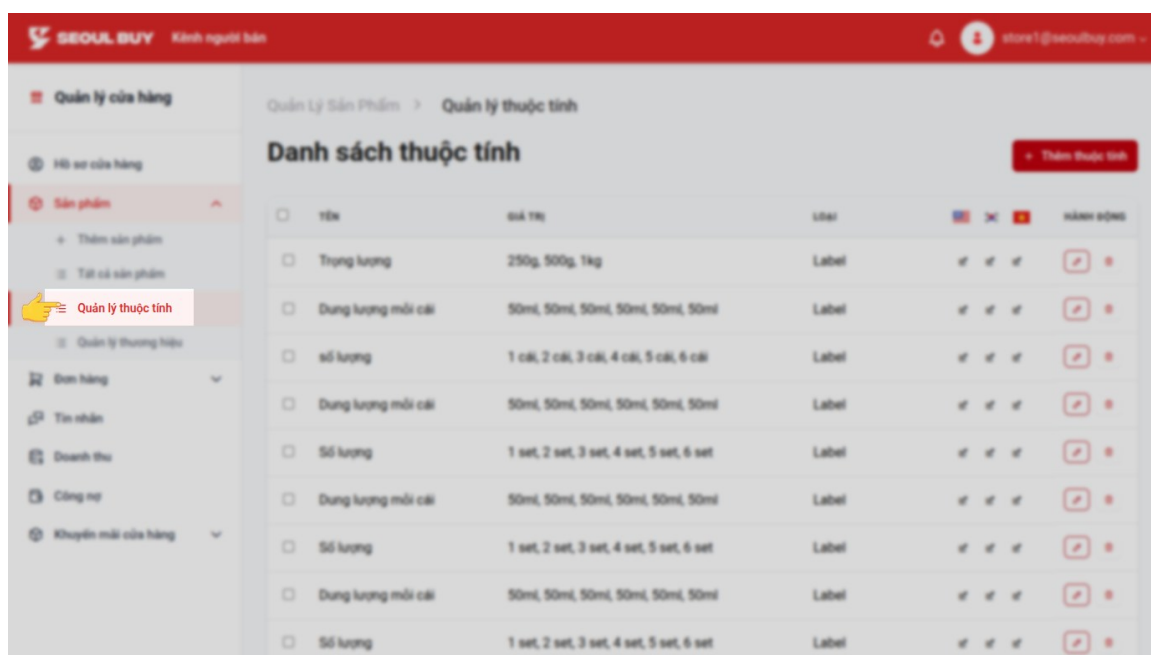 SEOUL BUY Kênh người bán
store1@seoulbuy.com
Quản lý cửa hàng
Hồ sơ cửa hàng
Sản phẩm
+ Thêm sản phẩm
Tất cả sản phẩm
Quản lý thuộc tính
Quản lý thương hiệu
Đơn hàng
Tin nhắn
Doanh thu
Công nợ
Khuyến mãi cửa hàng
Quản Lý Sản Phẩm > Quản lý thuộc tính
Danh sách thuộc tính
+ Thêm thuộc tính
TÊN GIÁ TRỊ LOẠI HÀNH ĐỘNG
Trọng lượng 250g, 500g, 1kg Label
Dung lượng mỗi cái 50ml, 50ml, 50ml, 50ml, 50ml, 50ml Label
số lượng 1 cái, 2 cái, 3 cái, 4 cái, 5 cái, 6 cái Label
Dung lượng mỗi cái 50ml, 50ml, 50ml, 50ml, 50ml, 50ml Label
Số lượng 1 set, 2 set, 3 set, 4 set, 5 set, 6 set Label
Dung lượng mỗi cái 50ml, 50ml, 50ml, 50ml, 50ml, 50ml Label
Số lượng 1 set, 2 set, 3 set, 4 set, 5 set, 6 set Label
Dung lượng mỗi cái 50ml, 50ml, 50ml, 50ml, 50ml, 50ml Label
Số lượng 1 set, 2 set, 3 set, 4 set, 5 set, 6 set Label